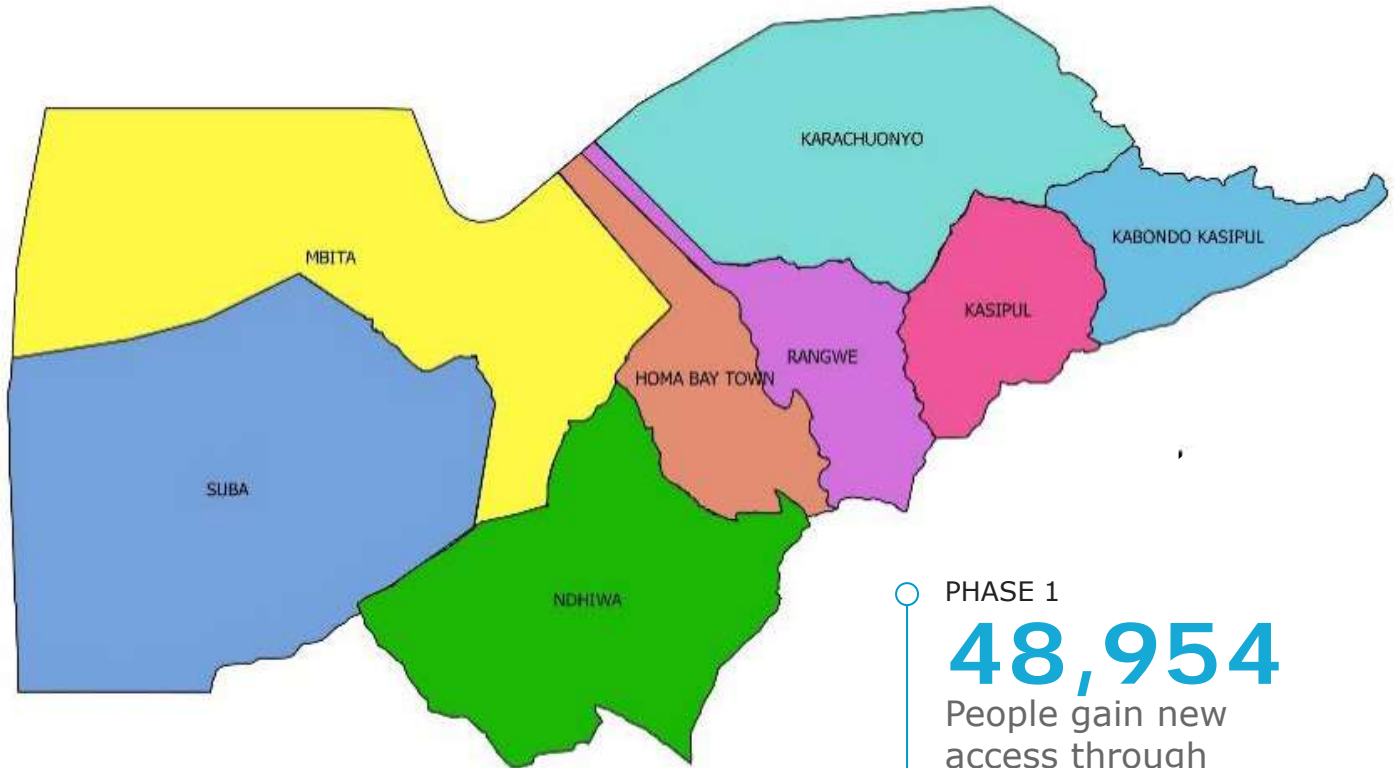 KARACHUONYO
KABONDO KASIPUL
MBITA
KASIPUL
RANGWE
HOMA BAY TOWN
SUBA
NDHIWA
PHASE 1
48,954
People gain new
access through